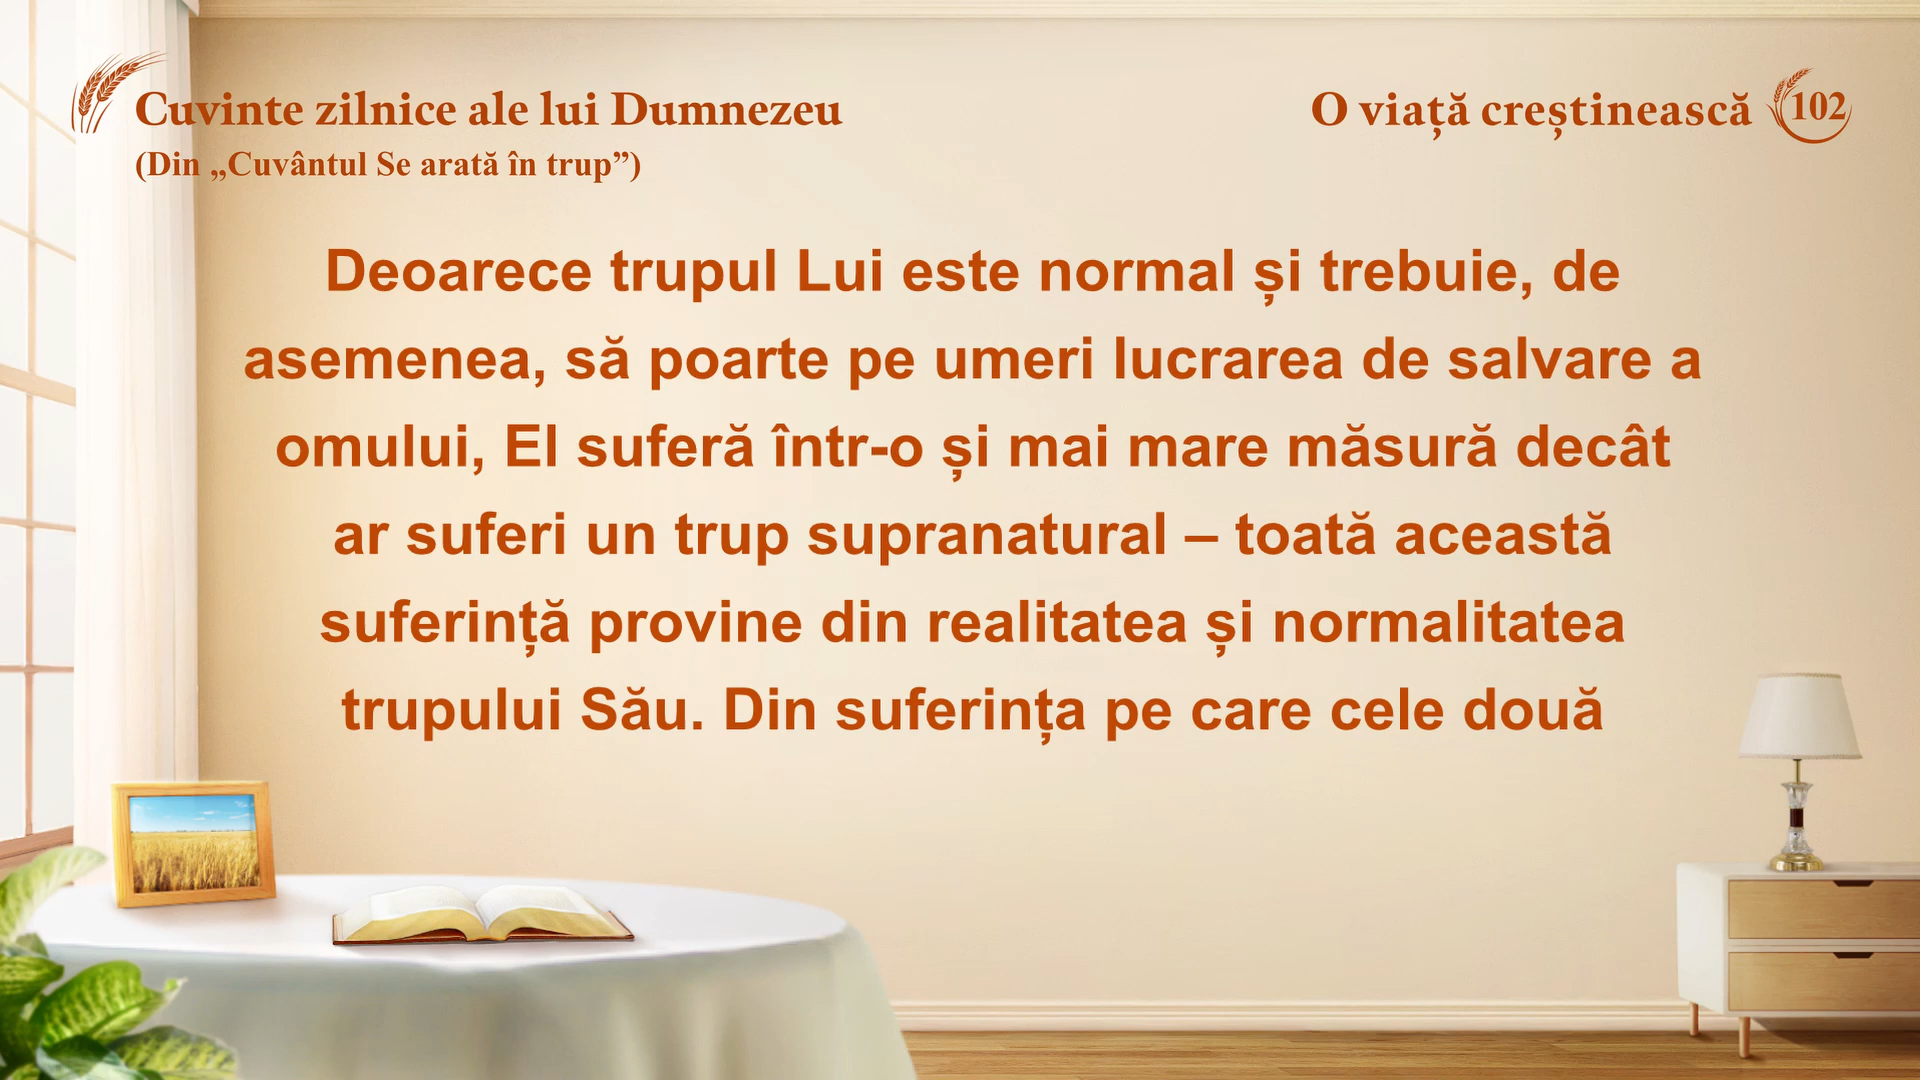 Cuvinte zilnice ale lui Dumnezeu
(Din „Cuvântul Se arată în trup”)
O viață creștinească 102
Deoarece trupul Lui este normal și trebuie, de
asemenea, să poarte pe umeri lucrarea de salvare a
omului, El suferă într-o și mai mare măsură decât
ar suferi un trup supranatural – toată această
suferință provine din realitatea și normalitatea
trupului Său. Din suferința pe care cele două